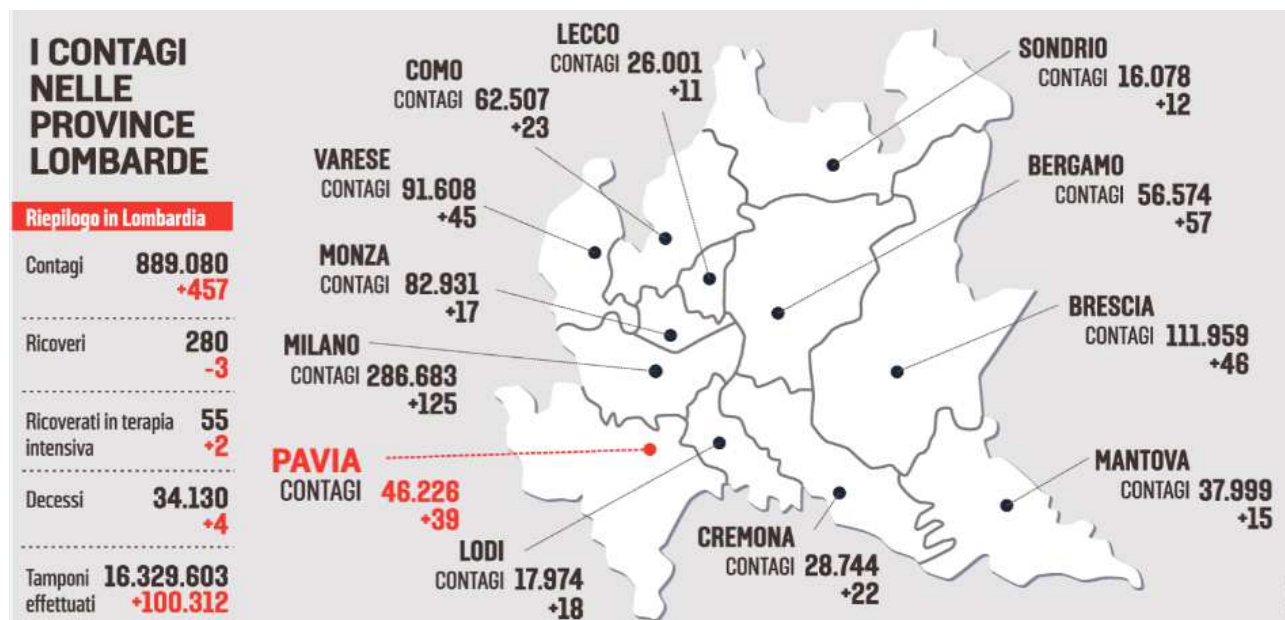 I CONTAGI
NELLE
PROVINCE
LOMBARDE
Riepilogo in Lombardia
Contagi 889.080
+457
Ricoveri 280
-3
Ricoverati in terapia 55
intensiva +2
Decessi 34.130
+4
Tamponi 16.329.603
effettuati +100.312
LECCO
CONTAGI 26.001
+11
COMO
CONTAGI 62.507
+23
VARESE
CONTAGI 91.608
+45
MONZA
CONTAGI 82.931
+17
MILANO
CONTAGI 286.683
+125
PAVIA
CONTAGI 46.226
+39
LODI
CONTAGI 17.974
+18
CREMONA
CONTAGI 28.744
+22
SONDRIO
CONTAGI 16.078
+12
BERGAMO
CONTAGI 56.574
+57
BRESCIA
CONTAGI 111.959
+46
MANTOVA
CONTAGI 37.999
+15